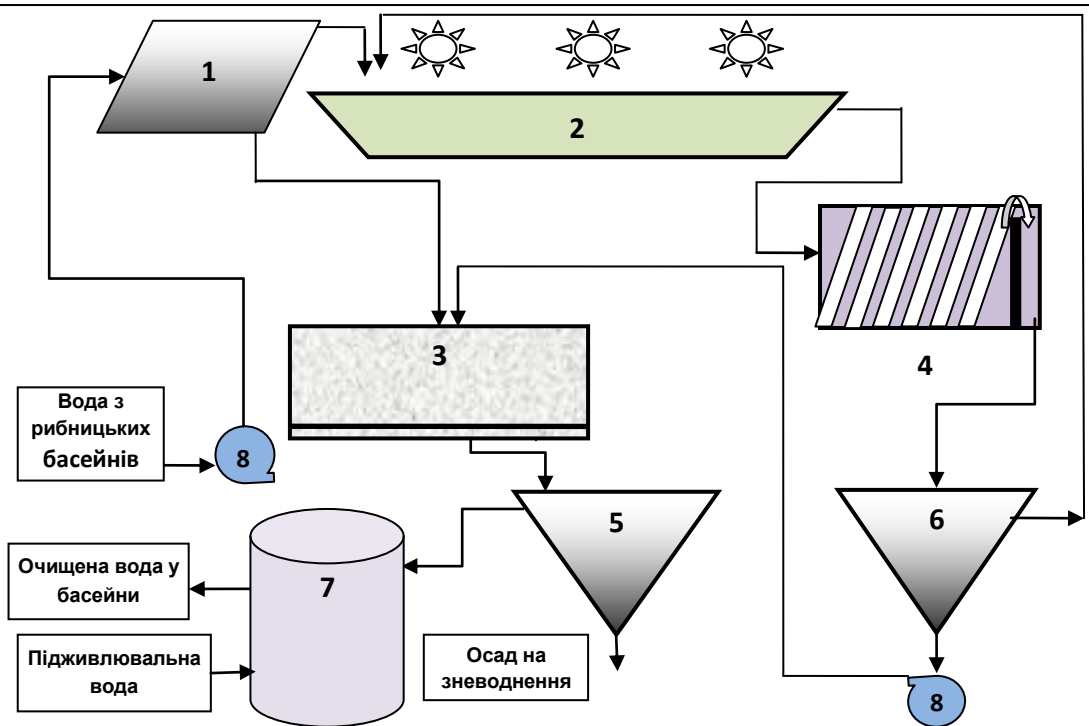 1
2
3
4
Вода з
рибницьких
басейнів
8
5
6
7
Очищена вода у
басейни
Підживлювальна
вода
Осад на
зневоднення
8